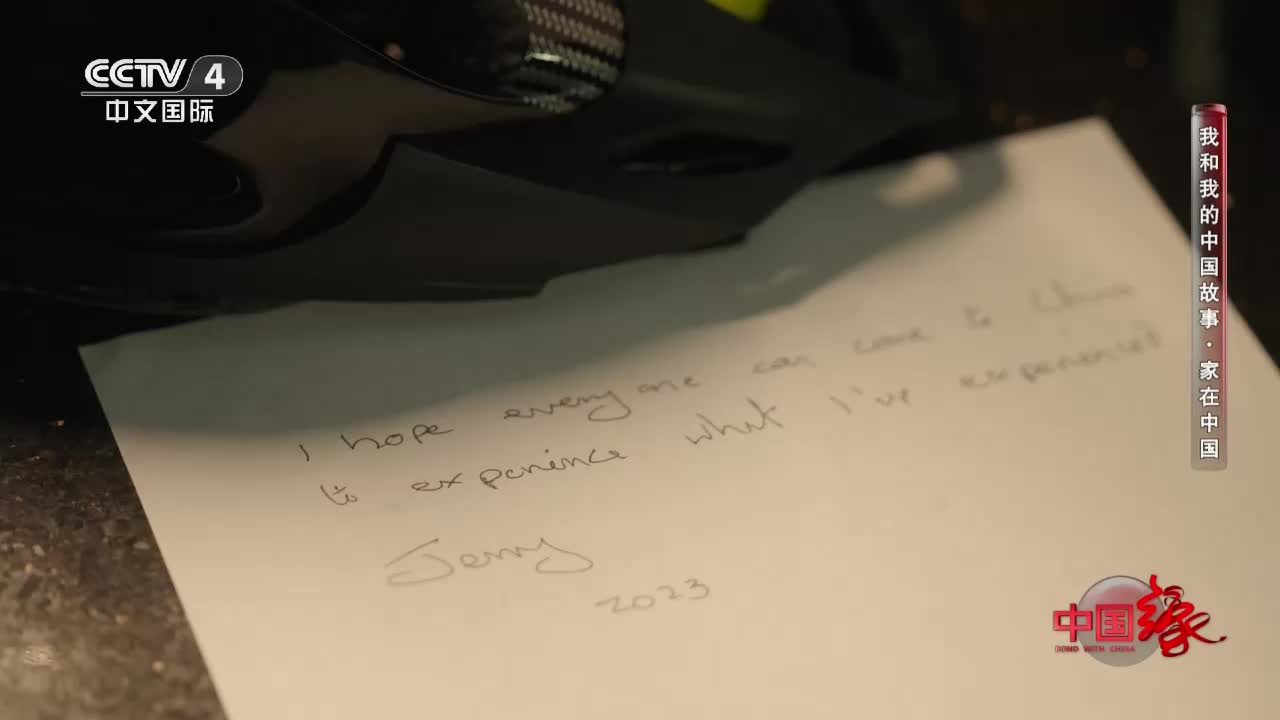 CCTV 4
中文国际
我和我的中国故事·家在中国
I hope everyone can come to China
to experience what I've experienced
Jerry
2023
中国缘
BOND WITH CHINA